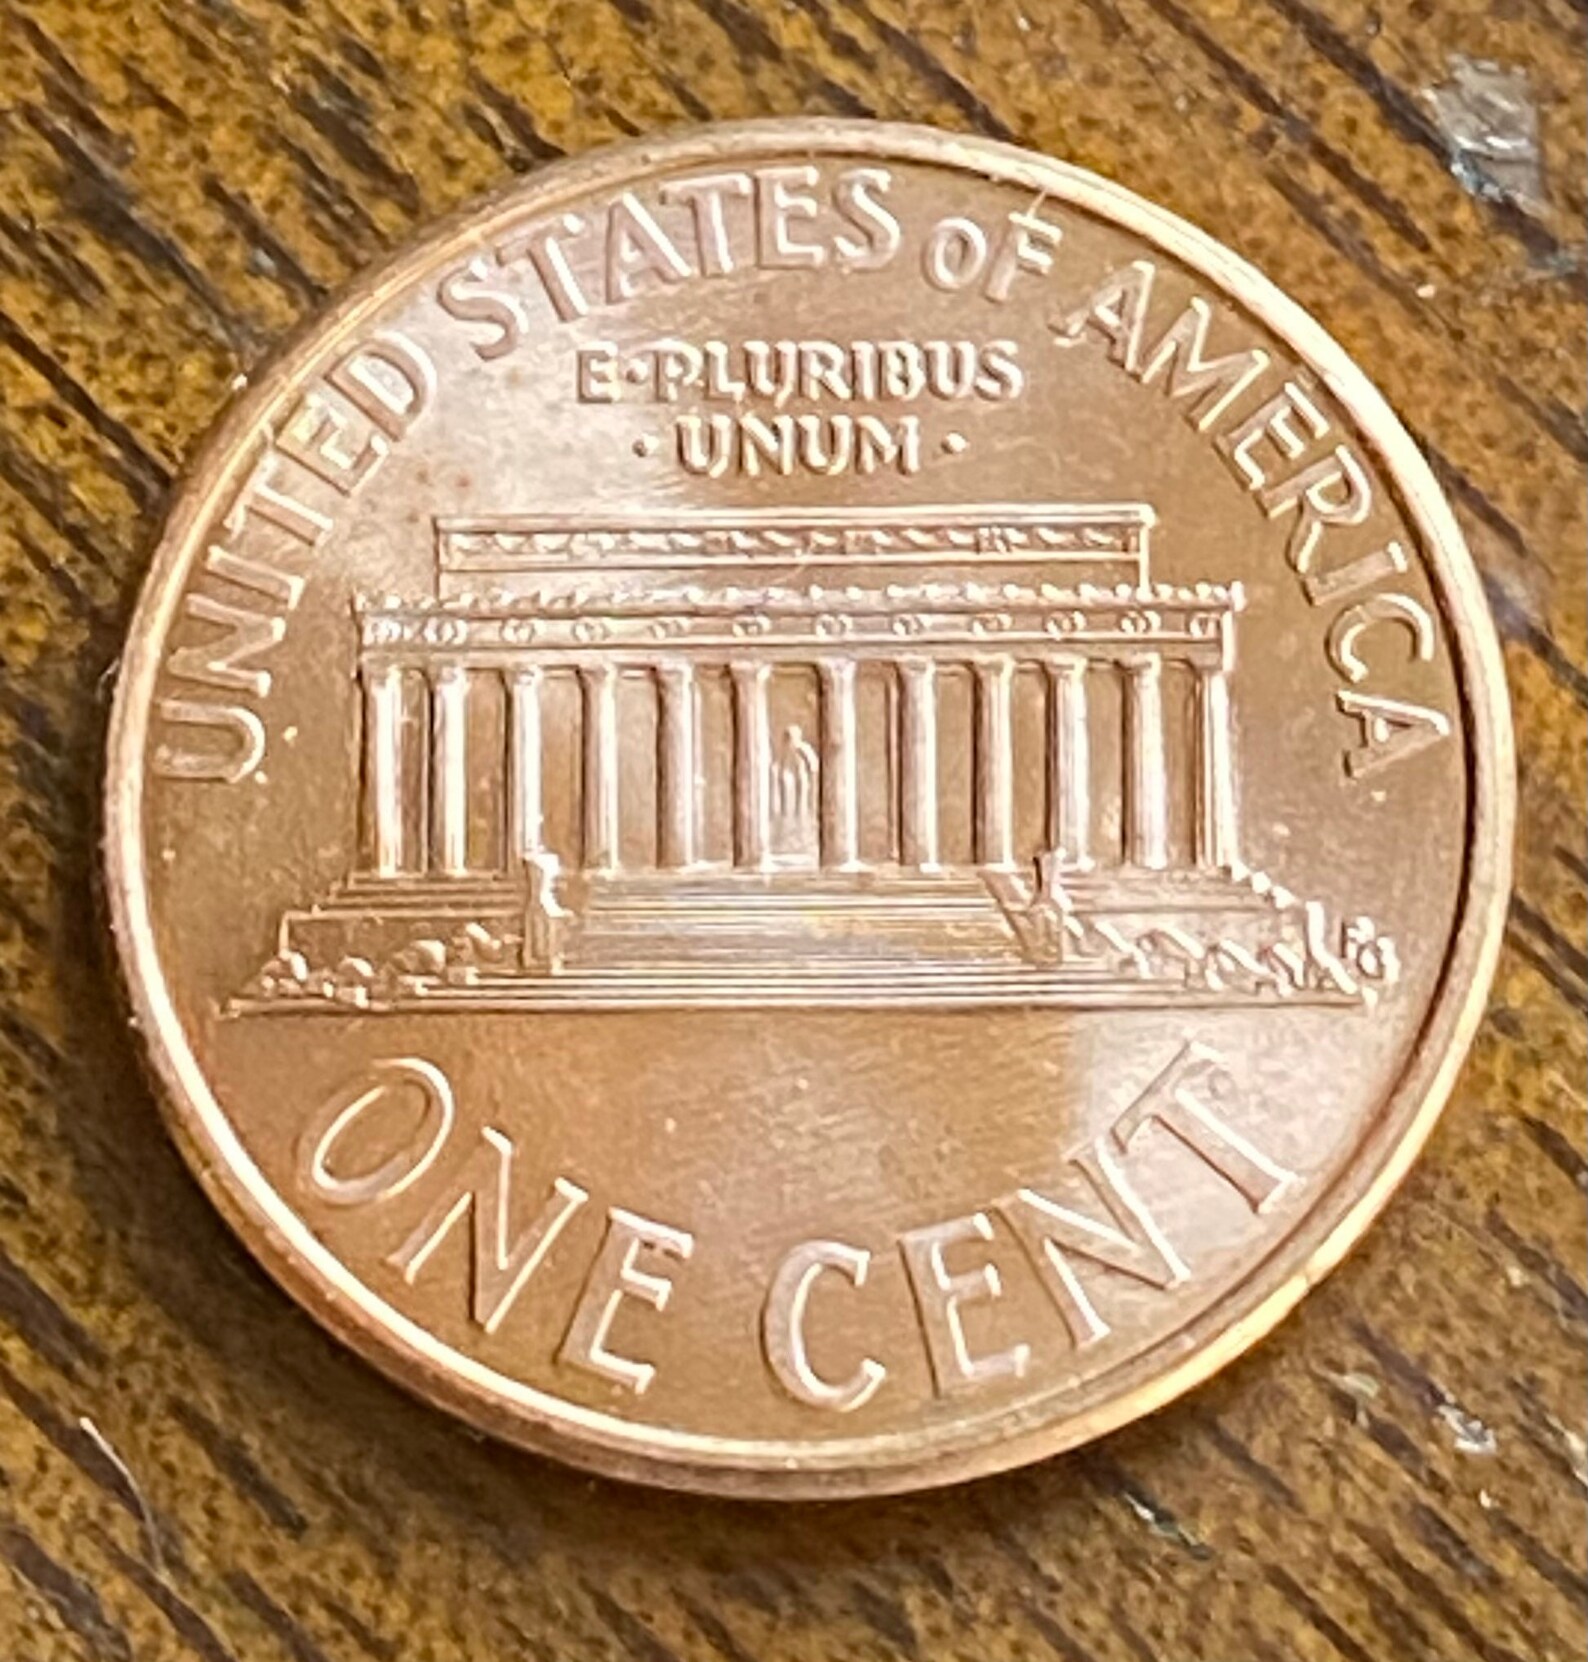 UNITED STATES OF AMERICA
E·PLURIBUS
· UNUM ·
FG
ONE CENT